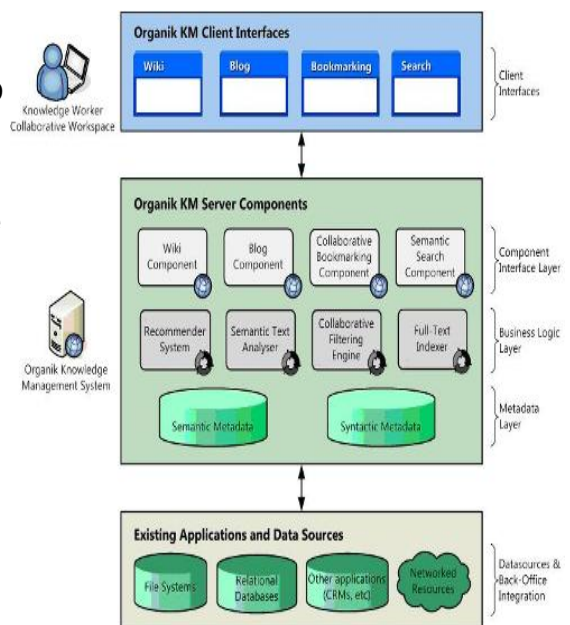 Organik KM Client Interfaces
Wiki
Blog
Bookmarking
Search
Client
Interfaces
Knowledge Worker
Collaborative Workspace
Organik KM Server Components
Wiki
Component
Blog
Component
Collaborative
Bookmarking
Component
Semantic
Search
Component
Component
Interface Layer
Recommender
System
Semantic Text
Analyser
Collaborative
Filtering
Engine
Full-Text
Indexer
Business Logic
Layer
Organik Knowledge
Management System
Semantic Metadata
Syntactic Metadata
Metadata
Layer
Existing Applications and Data Sources
File Systems
Relational
Databases
Other applications
(CRMs, etc)
Networked
Resources
Datasources &
Back-Office
Integration